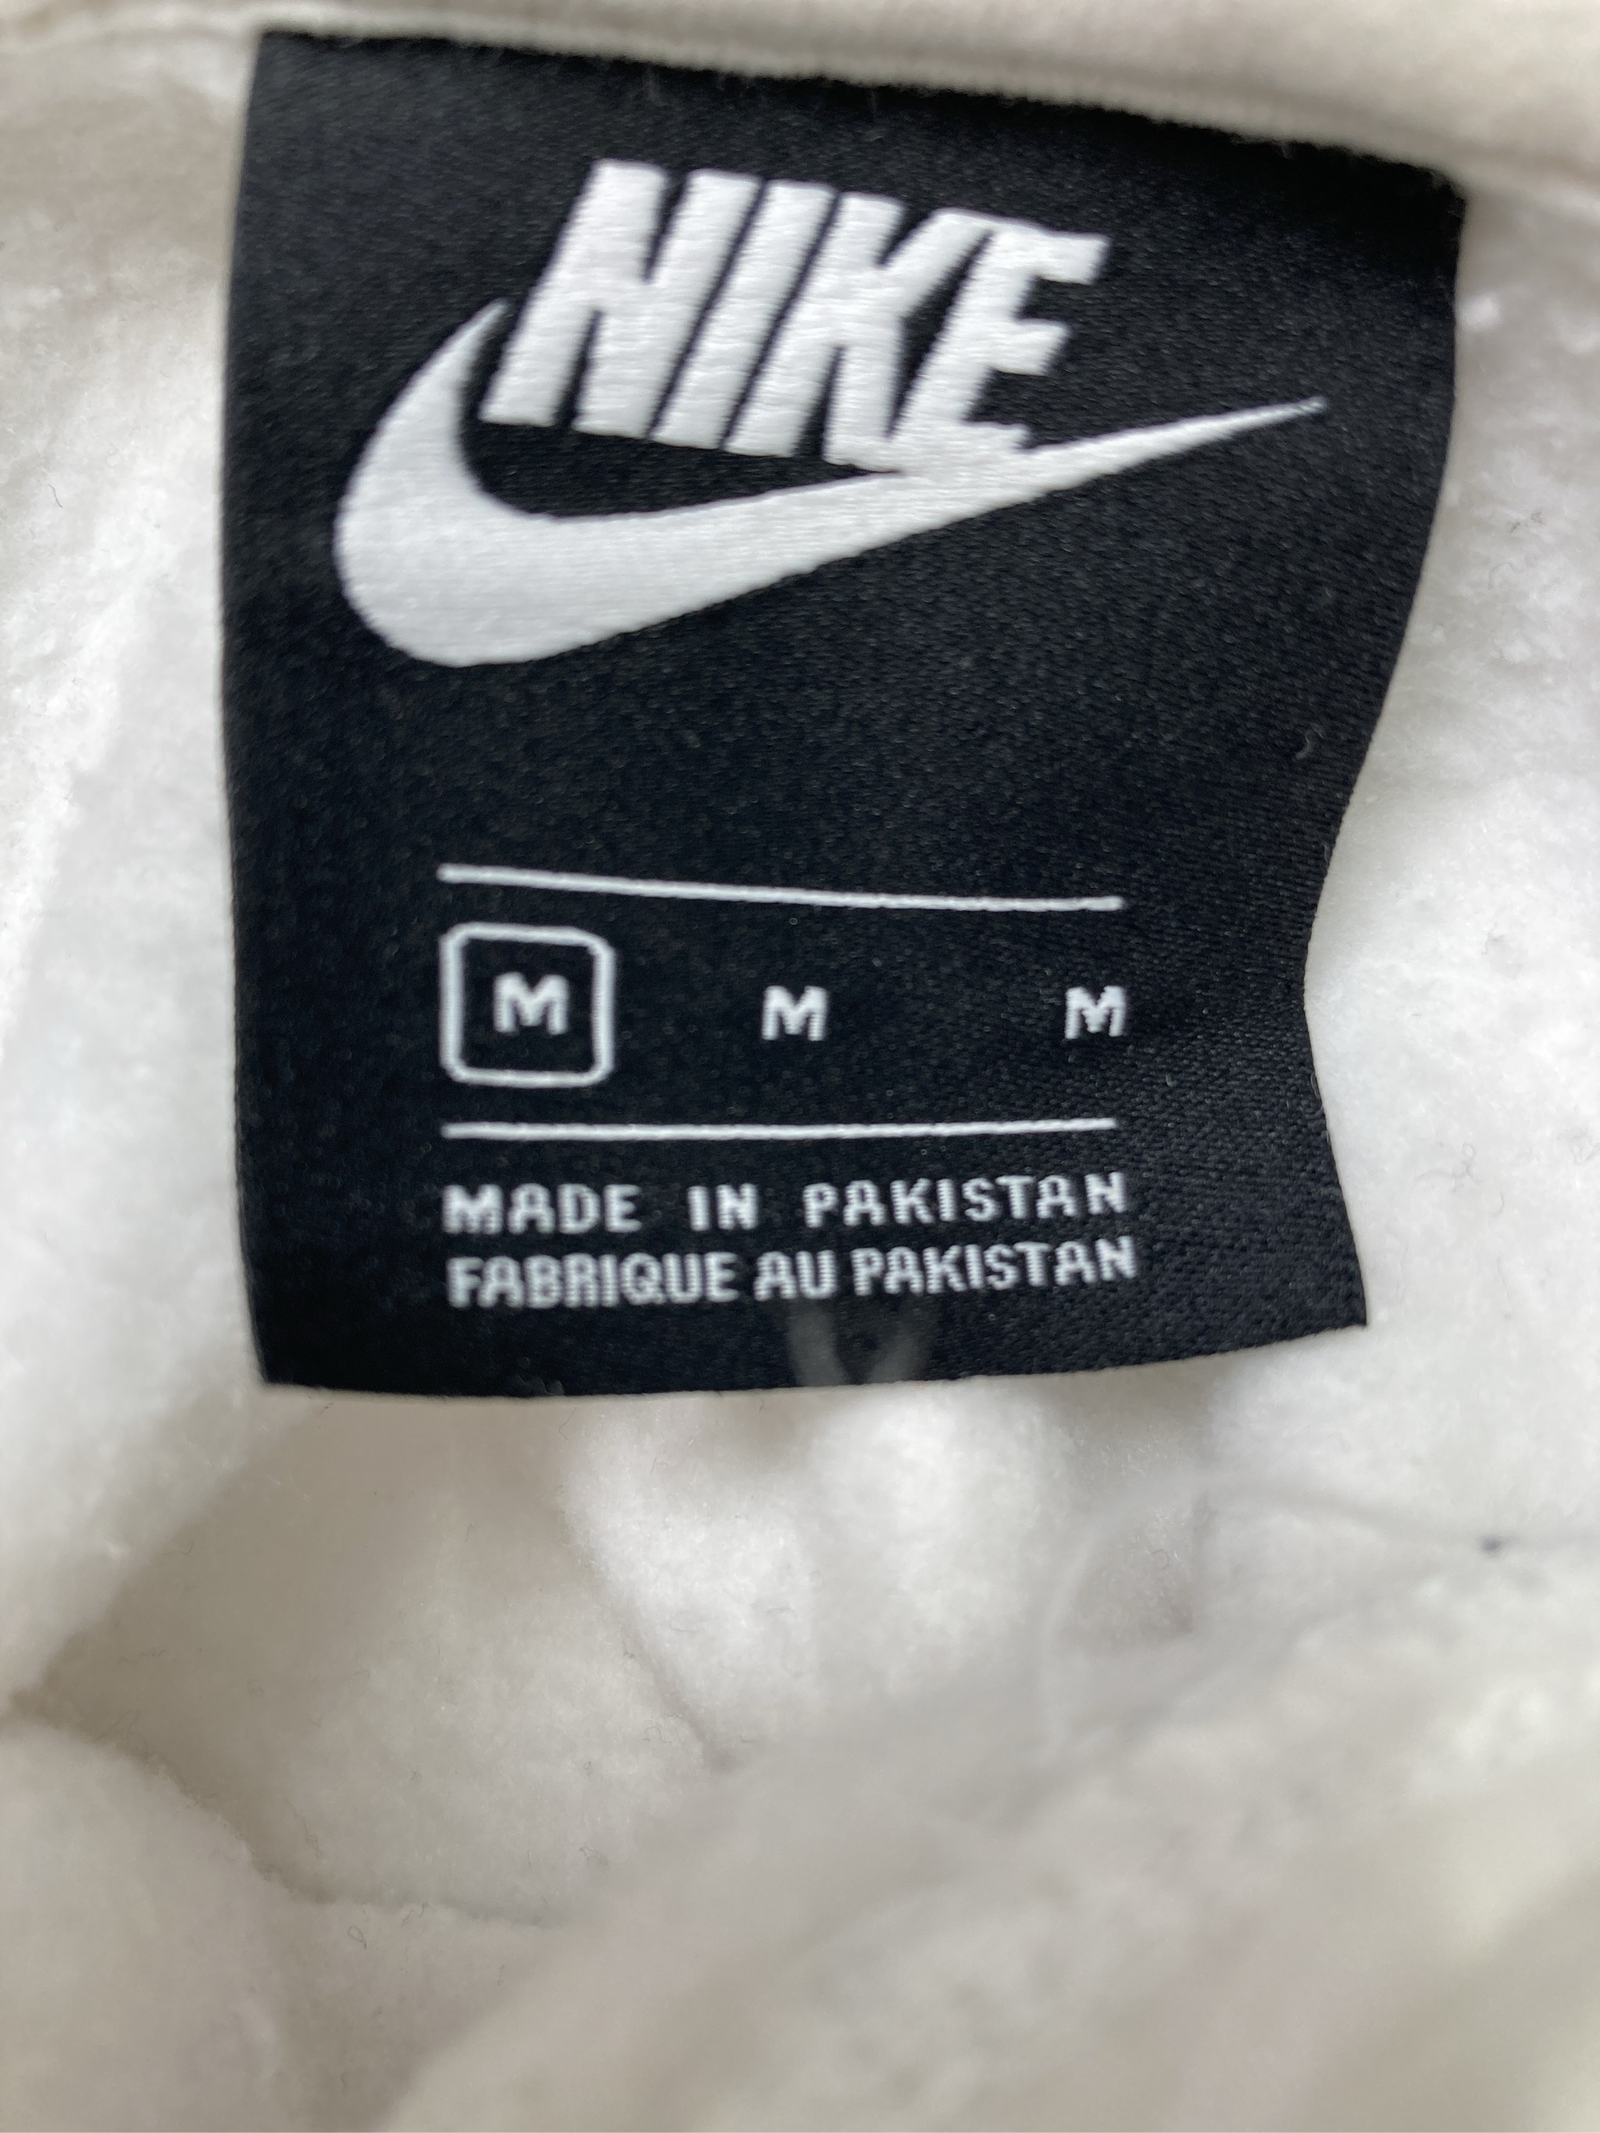 NIKE
M M M
MADE IN PAKISTAN
FABRIQUE AU PAKISTAN